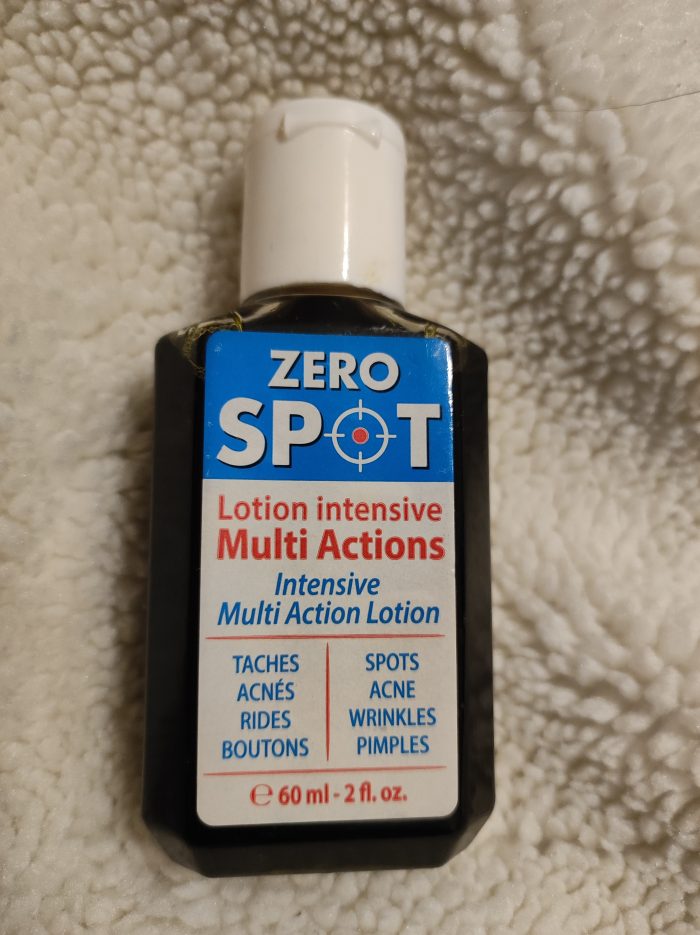 ZERO
SPOT
Lotion intensive
Multi Actions
Intensive
Multi Action Lotion
TACHES
ACNÉS
RIDES
BOUTONS
SPOTS
ACNE
WRINKLES
PIMPLES
℮ 60 ml - 2 fl. oz.